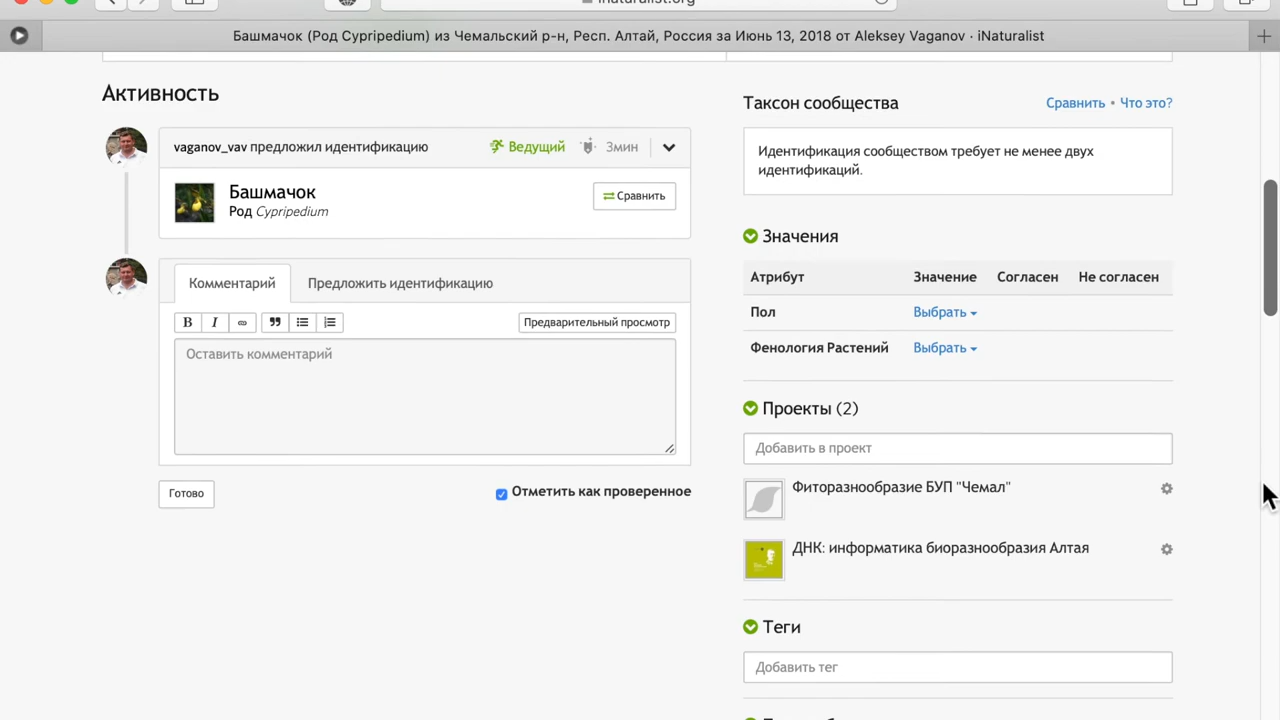 inaturalist.org
Башмачок (Род Cypripedium) из Чемальский р-н, Респ. Алтай, Россия за Июнь 13, 2018 от Aleksey Vaganov · iNaturalist
Активность
vaganov_vav предложил идентификацию
Ведущий
3мин
Башмачок
Род Cypripedium
Сравнить
Комментарий
Предложить идентификацию
B I
Предварительный просмотр
Оставить комментарий
Готово
Отметить как проверенное
Таксон сообщества
Сравнить • Что это?
Идентификация сообществом требует не менее двух
идентификаций.
Значения
Атрибут Значение Согласен Не согласен
Пол Выбрать
Фенология Растений Выбрать
Проекты (2)
Добавить в проект
Фиторазнообразие БУП "Чемал"
ДНК: информатика биоразнообразия Алтая
Теги
Добавить тег